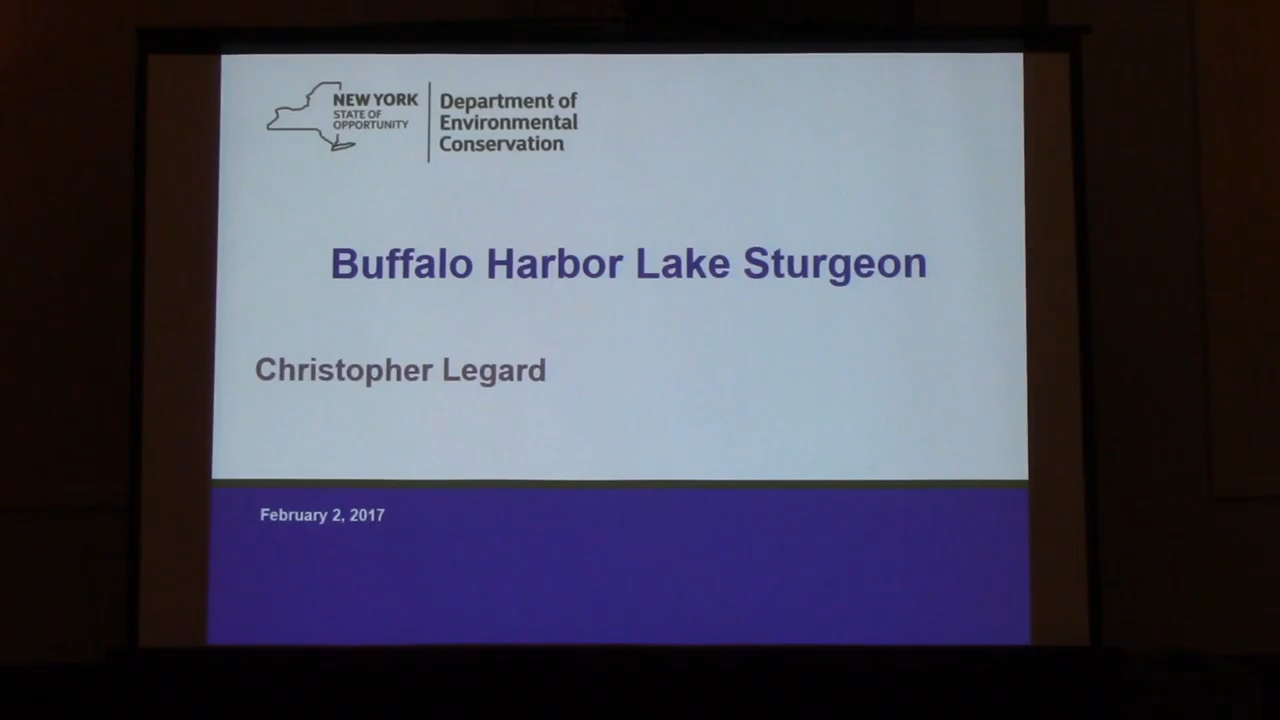 NEW YORK
STATE OF
OPPORTUNITY
Department of
Environmental
Conservation
Buffalo Harbor Lake Sturgeon
Christopher Legard
February 2, 2017